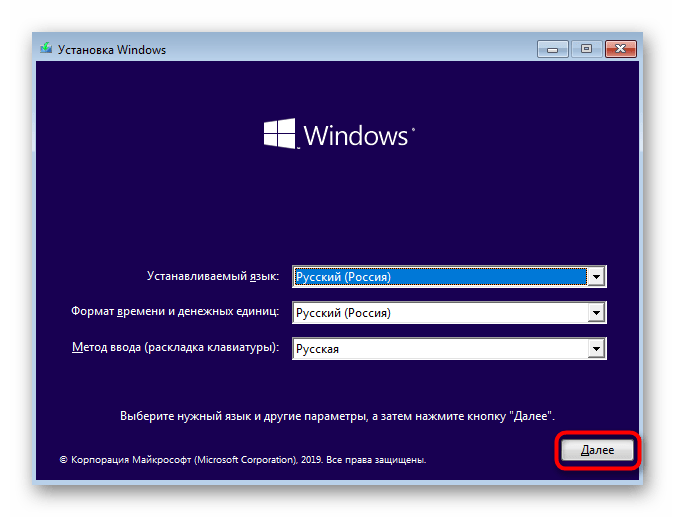 Установка Windows
Windows
Устанавливаемый язык: Русский (Россия)
Формат времени и денежных единиц: Русский (Россия)
Метод ввода (раскладка клавиатуры): Русская
Выберите нужный язык и другие параметры, а затем нажмите кнопку "Далее".
Далее
© Корпорация Майкрософт (Microsoft Corporation), 2019. Все права защищены.